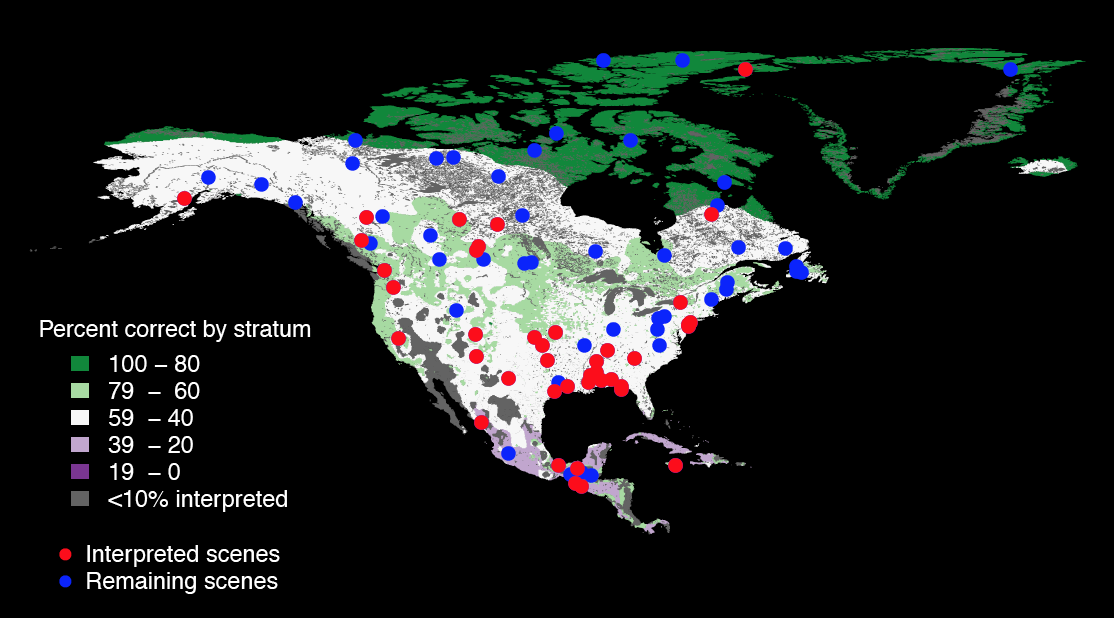 Percent correct by stratum
100 – 80
79 – 60
59 – 40
39 – 20
19 – 0
<10% interpreted
Interpreted scenes
Remaining scenes